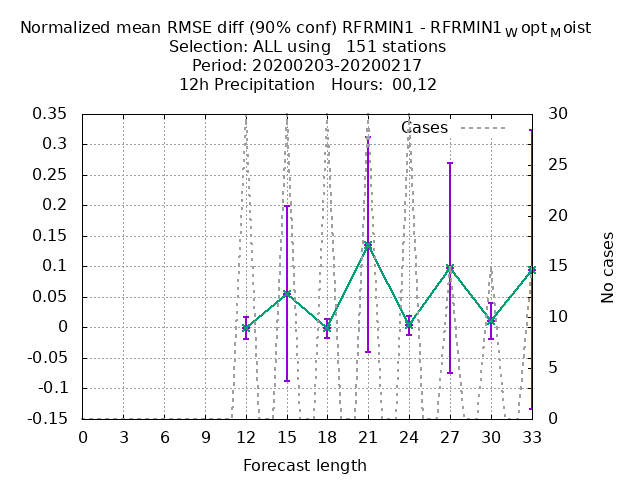 Normalized mean RMSE diff (90% conf) RFRMIN1 - RFRMIN1WoptMoist
Selection: ALL using   151 stations
Period: 20200203-20200217
12h Precipitation   Hours:  00,12
Cases
0.35
0.3
0.25
0.2
0.15
0.1
0.05
0
-0.05
-0.1
-0.15
30
25
20
15
10
5
0
No cases
0 3 6 9 12 15 18 21 24 27 30 33
Forecast length